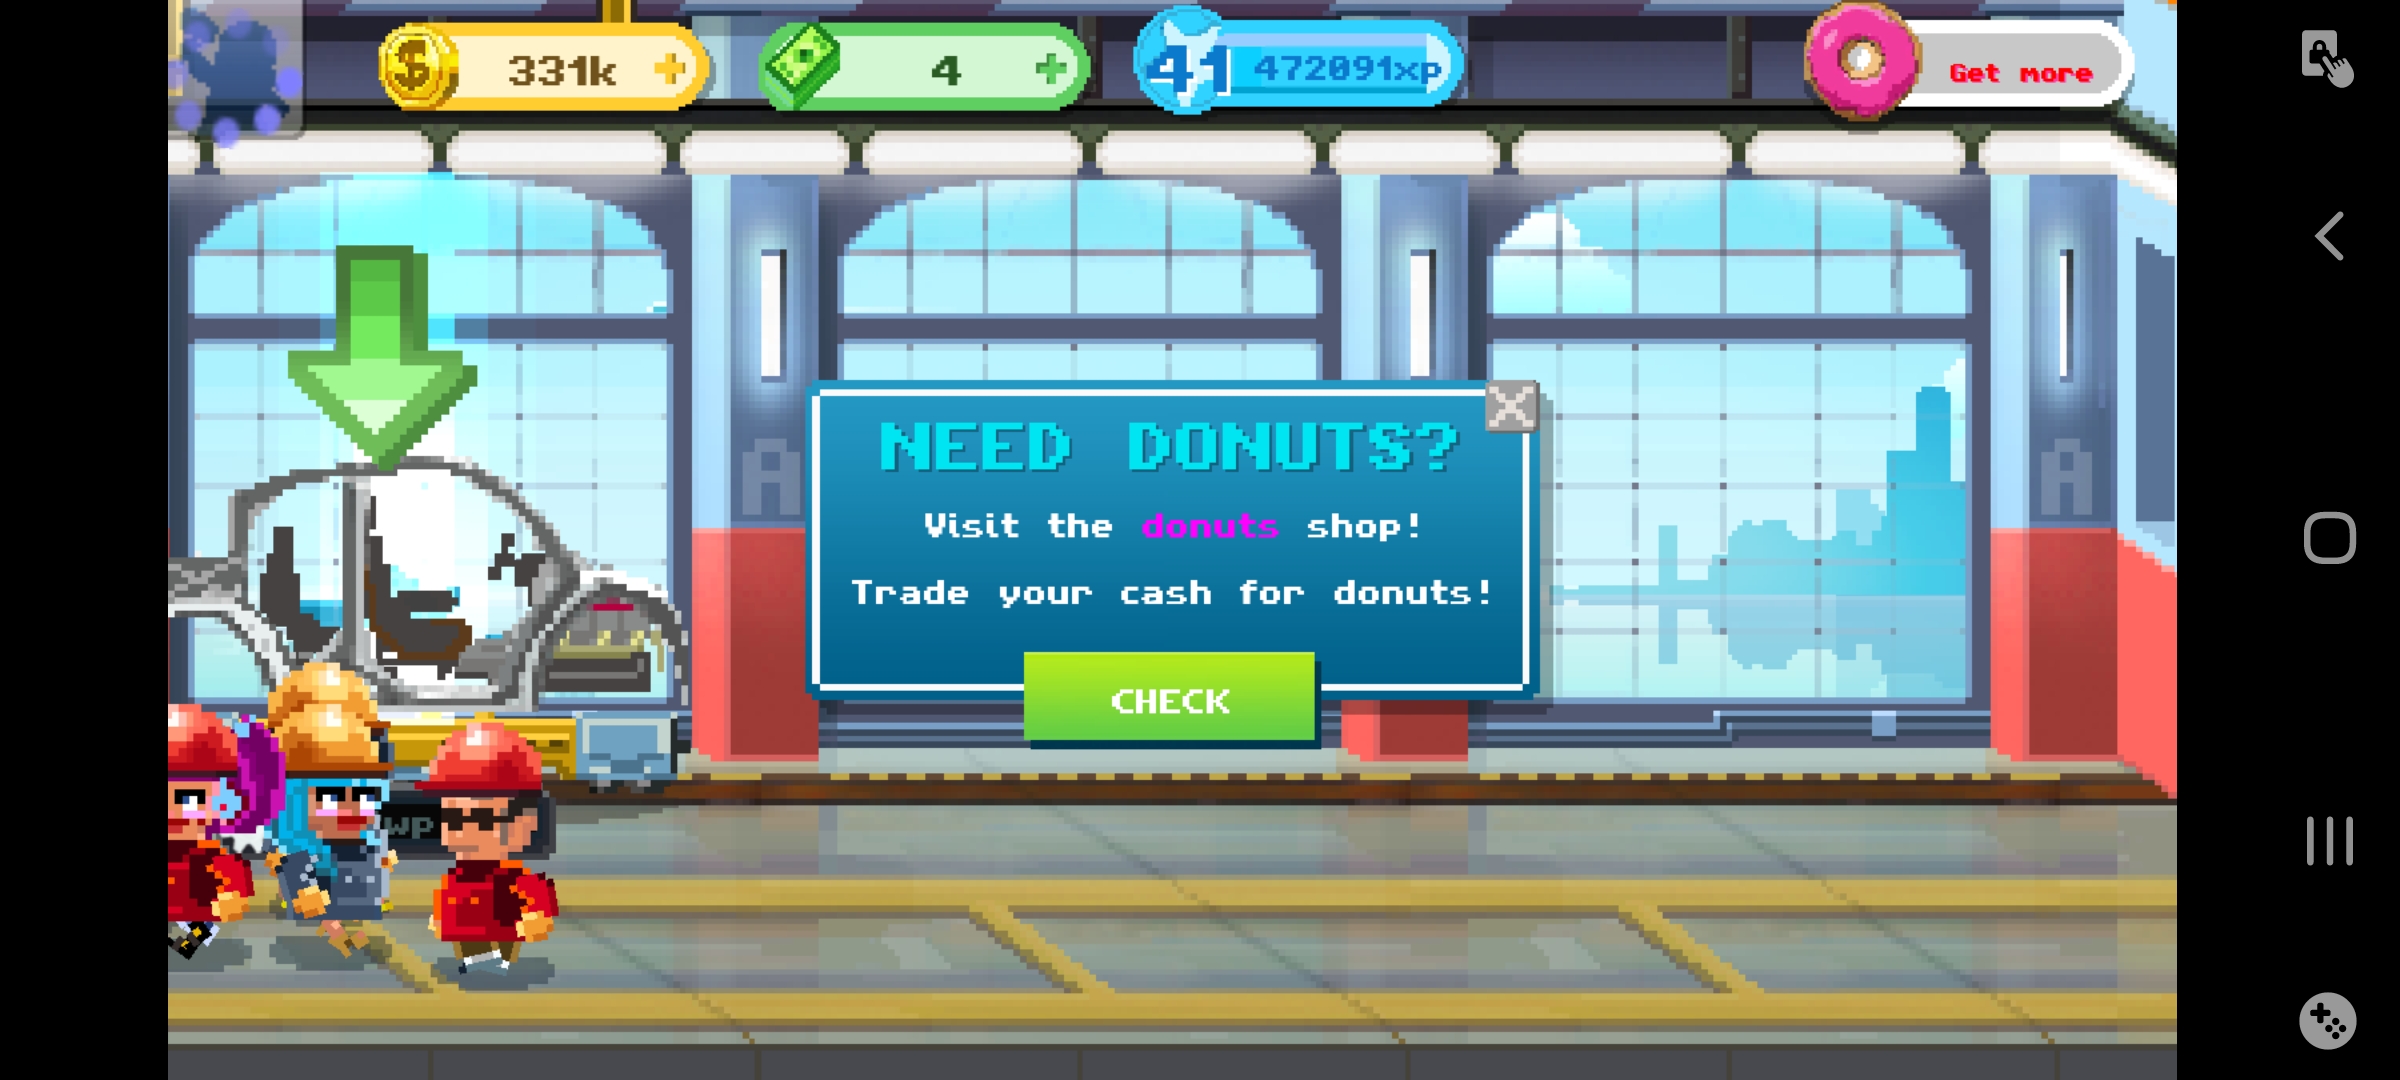 331k
4
41 472091xp
Get more
A A
NEED DONUTS?
Visit the donuts shop!
Trade your cash for donuts!
CHECK
wp